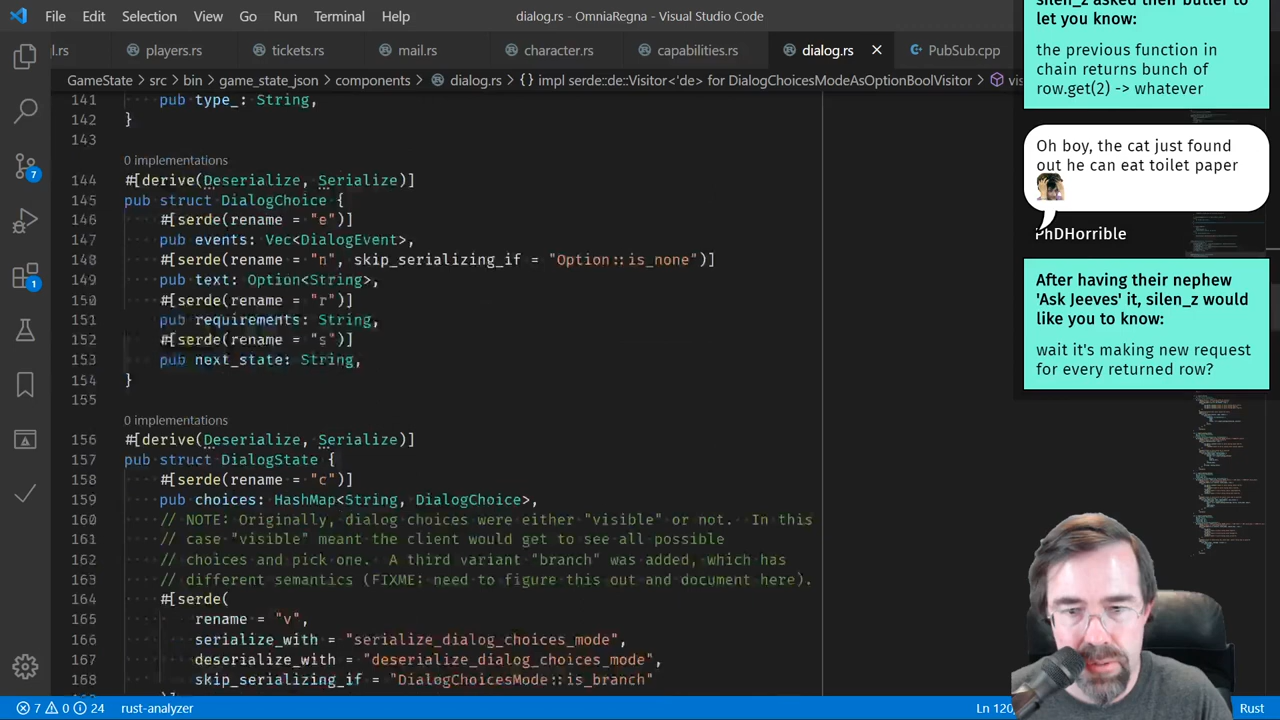 File Edit Selection View Go Run Terminal Help dialog.rs - OmniaRegna - Visual Studio Code
l.rs players.rs tickets.rs mail.rs character.rs capabilities.rs dialog.rs PubSub.cpp
GameState > src > bin > game_state_json > components > dialog.rs > {} impl serde::de::Visitor<'de> for DialogChoicesModeAsOptionBoolVisitor > vis
141 pub type_: String,
142 }
143
0 implementations
144 #[derive(Deserialize, Serialize)]
145 pub struct DialogChoice {
146 #[serde(rename = "e")]
147 pub events: Vec<DialogEvent>,
148 #[serde(rename = "n", skip_serializing_if = "Option::is_none")]
149 pub text: Option<String>,
150 #[serde(rename = "r")]
151 pub requirements: String,
152 #[serde(rename = "s")]
153 pub next_state: String,
154 }
155
0 implementations
156 #[derive(Deserialize, Serialize)]
157 pub struct DialogState {
158 #[serde(rename = "c")]
159 pub choices: HashMap<String, DialogChoice>
160 // NOTE: Originally, dialog choices were either "visible" or not. In this
161 // case "visible" meant the client would get to see all possible
162 // choices and pick one. A third variant "branch" was added, which has
163 // different semantics (FIXME: need to figure this out and document here).
164 #[serde(
165 rename = "v",
166 serialize_with = "serialize_dialog_choices_mode",
167 deserialize_with = "deserialize_dialog_choices_mode",
168 skip_serializing_if = "DialogChoicesMode::is_branch"
silen_z asked their butler to
let you know:
the previous function in
chain returns bunch of
row.get(2) -> whatever
Oh boy, the cat just found
out he can eat toilet paper
PhDHorrible
After having their nephew
'Ask Jeeves' it, silen_z would
like you to know:
wait it's making new request
for every returned row?
7
1
7 0 24 rust-analyzer Ln 120, Rust